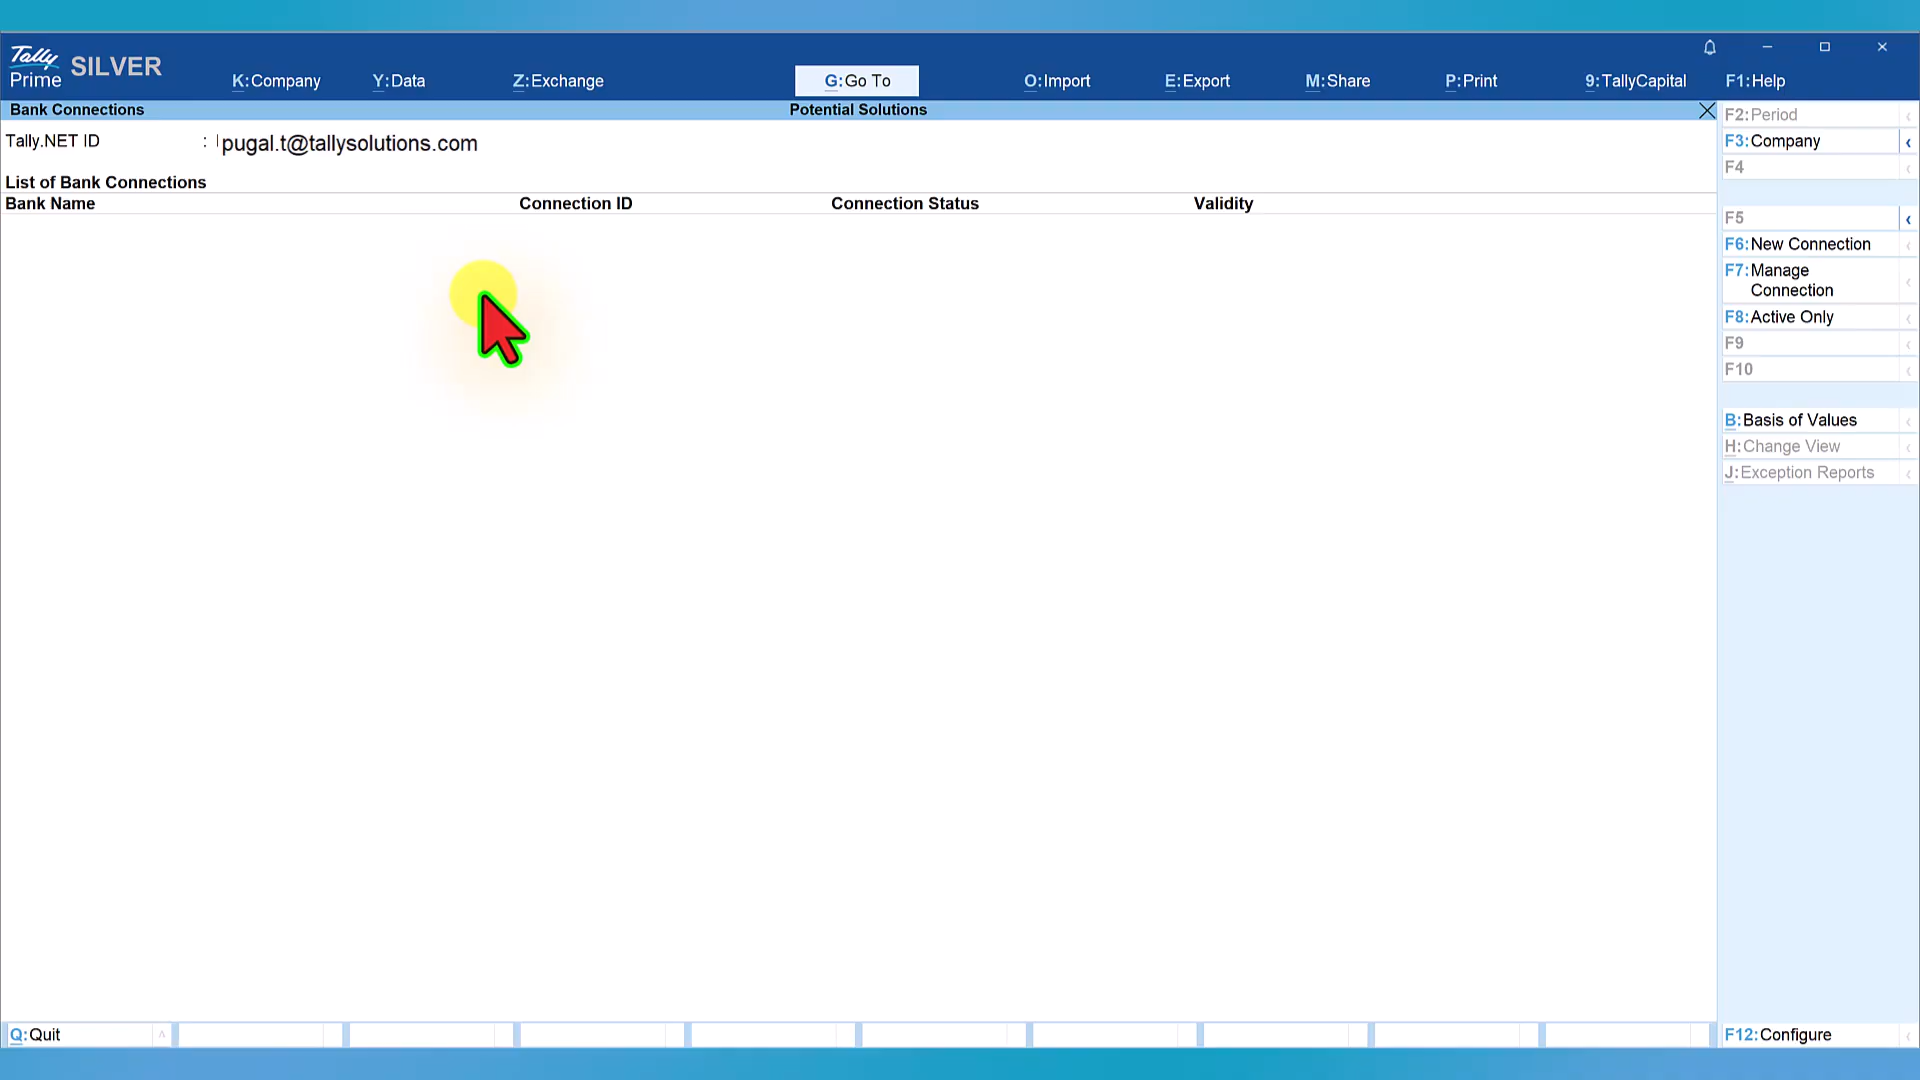 Tally
Prime SILVER
K:Company Y:Data Z:Exchange G:Go To O:Import E:Export M:Share P:Print 9:TallyCapital F1:Help
Bank Connections Potential Solutions
Tally.NET ID : pugal.t@tallysolutions.com
List of Bank Connections
Bank Name Connection ID Connection Status Validity
F2:Period
F3:Company
F4
F5
F6:New Connection
F7:Manage
Connection
F8:Active Only
F9
F10
B:Basis of Values
H:Change View
J:Exception Reports
Q:Quit F12:Configure